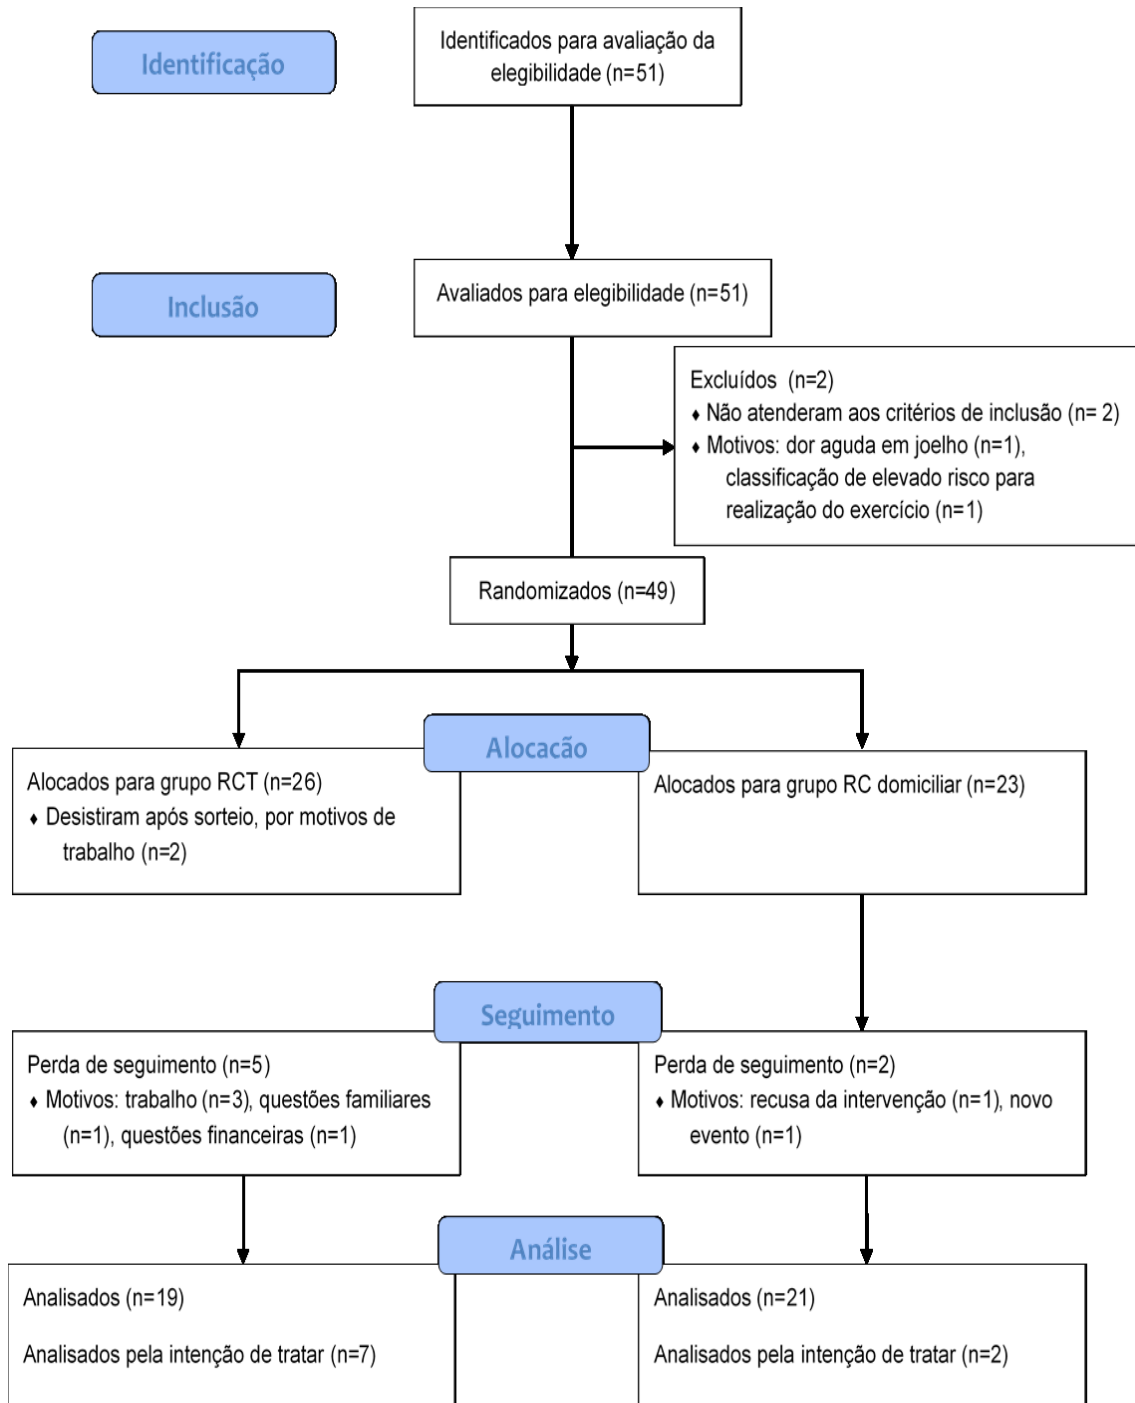 Identificação
Identificados para avaliação da
elegibilidade (n=51)
Inclusão
Avaliados para elegibilidade (n=51)
Excluídos (n=2)
♦ Não atenderam aos critérios de inclusão (n= 2)
♦ Motivos: dor aguda em joelho (n=1),
classificação de elevado risco para
realização do exercício (n=1)
Randomizados (n=49)
Alocacão
Alocados para grupo RCT (n=26)
♦ Desistiram após sorteio, por motivos de
trabalho (n=2)
Alocados para grupo RC domiciliar (n=23)
Seguimento
Perda de seguimento (n=5)
♦ Motivos: trabalho (n=3), questões familiares
(n=1), questões financeiras (n=1)
Perda de seguimento (n=2)
♦ Motivos: recusa da intervenção (n=1), novo
evento (n=1)
Análise
Analisados (n=19)
Analisados pela intenção de tratar (n=7)
Analisados (n=21)
Analisados pela intenção de tratar (n=2)